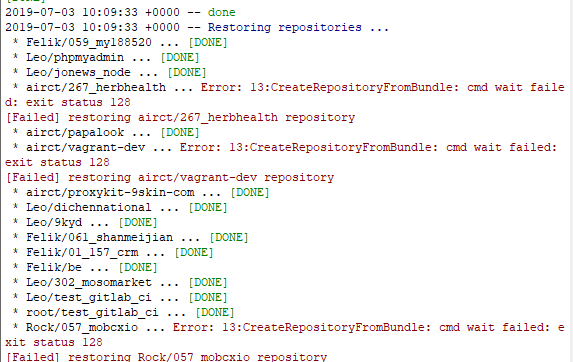 2019-07-03 10:09:33 +0000 -- done
2019-07-03 10:09:33 +0000 -- Restoring repositories ...
* Felik/059_my188520 ... [DONE]
* Leo/phpmyadmin ... [DONE]
* Leo/jonews_node ... [DONE]
* airct/267_herbhealth ... Error: 13:CreateRepositoryFromBundle: cmd wait faile
d: exit status 128
[Failed] restoring airct/267_herbhealth repository
* airct/papalook ... [DONE]
* airct/vagrant-dev ... Error: 13:CreateRepositoryFromBundle: cmd wait failed:
exit status 128
[Failed] restoring airct/vagrant-dev repository
* airct/proxykit-9skin-com ... [DONE]
* Leo/dichennational ... [DONE]
* Leo/9kyd ... [DONE]
* Felik/061_shanmeijian ... [DONE]
* Felik/01_157_crm ... [DONE]
* Felik/be ... [DONE]
* Leo/302_mosomarket ... [DONE]
* Leo/test_gitlab_ci ... [DONE]
* root/test_gitlab_ci ... [DONE]
* Rock/057_mobcxio ... Error: 13:CreateRepositoryFromBundle: cmd wait failed: e
xit status 128
[Failed] restoring Rock/057_mobcxio repository